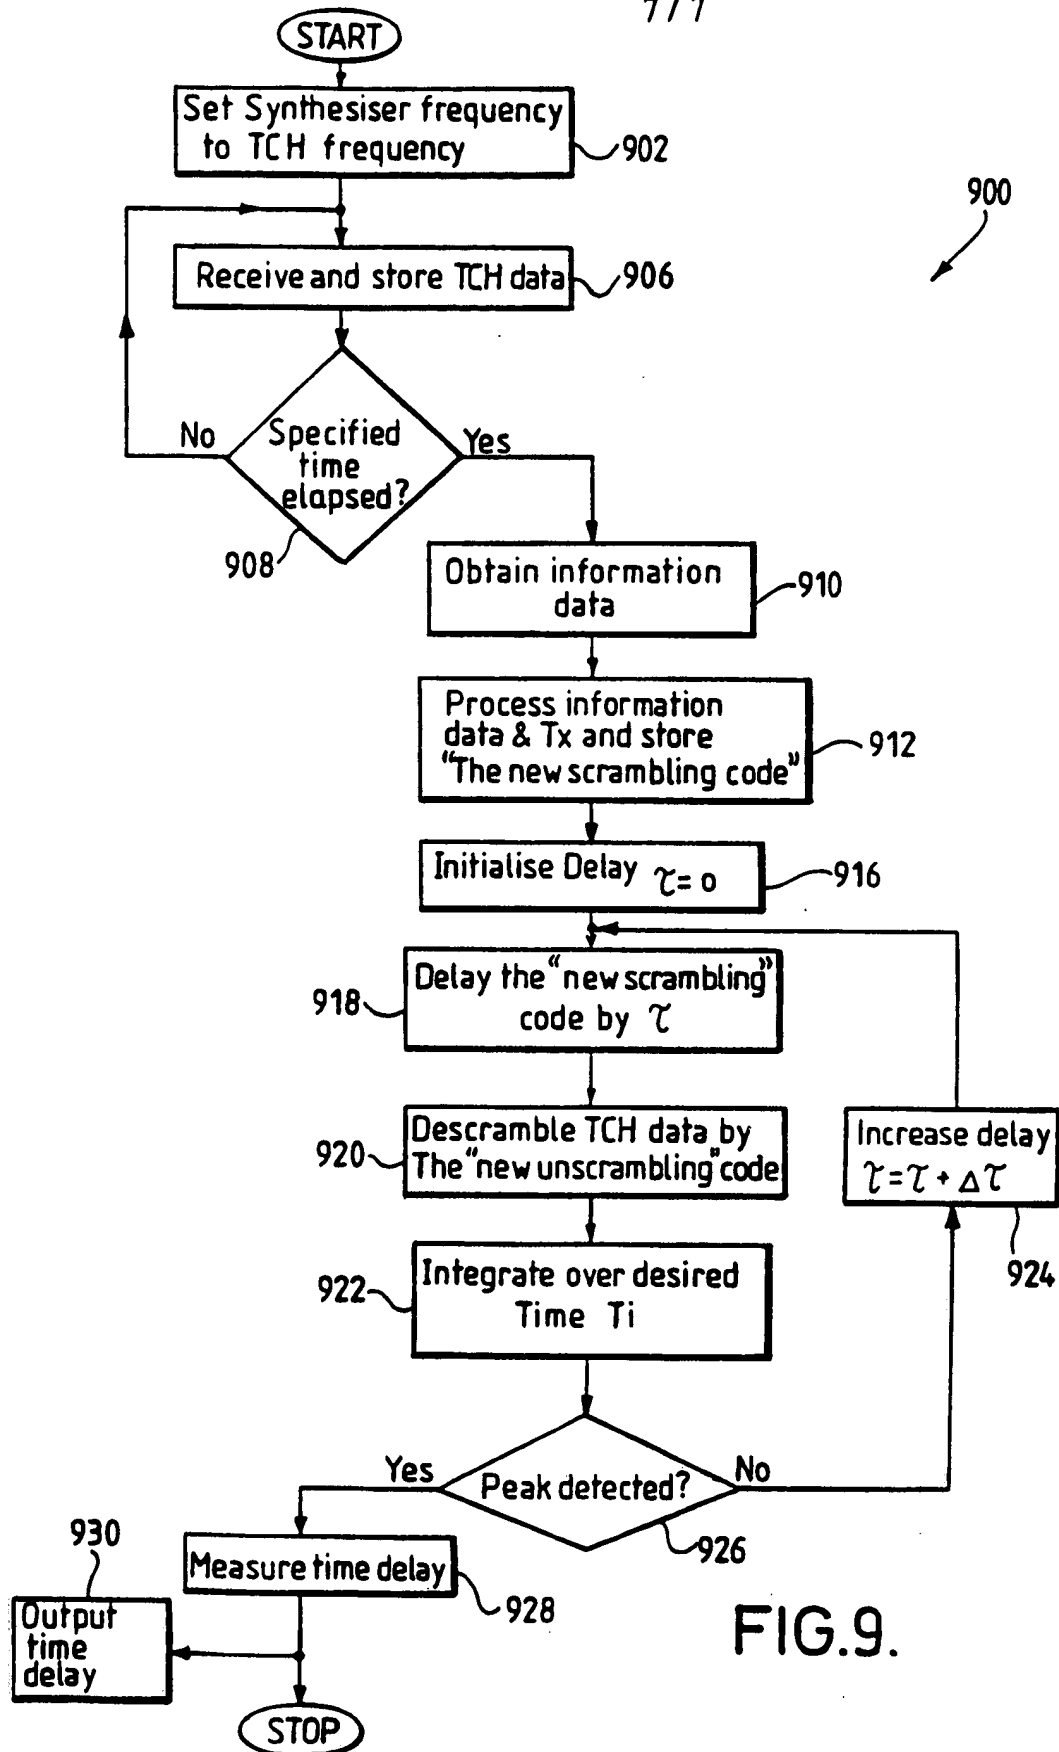 7/7
START
Set Synthesiser frequency
to TCH frequency
902
900
Receive and store TCH data
906
No
Specified
time
elapsed?
Yes
908
Obtain information
data
910
Process information
data & Tx and store
"The new scrambling code"
912
Initialise Delay τ = 0
916
Delay the "new scrambling"
code by τ
918
Descramble TCH data by
The "new unscrambling" code
920
Increase delay
τ = τ + Δτ
924
Integrate over desired
Time Ti
922
Yes
Peak detected?
No
926
930
Measure time delay
928
Output
time
delay
FIG.9.
STOP